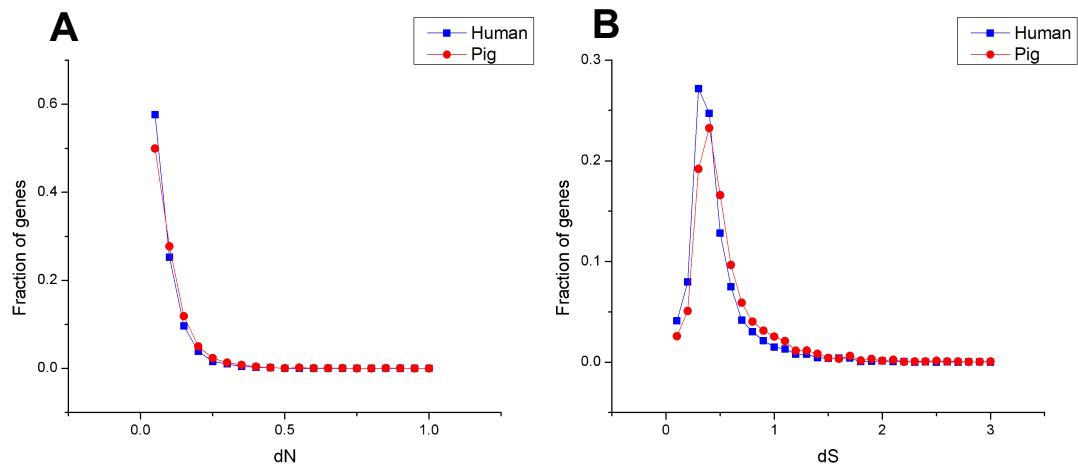 A
Human
Pig
Fraction of genes
0.6
0.4
0.2
0.0
0.0
0.5
1.0
dN
B
Human
Pig
Fraction of genes
0.3
0.2
0.1
0.0
0
1
2
3
dS